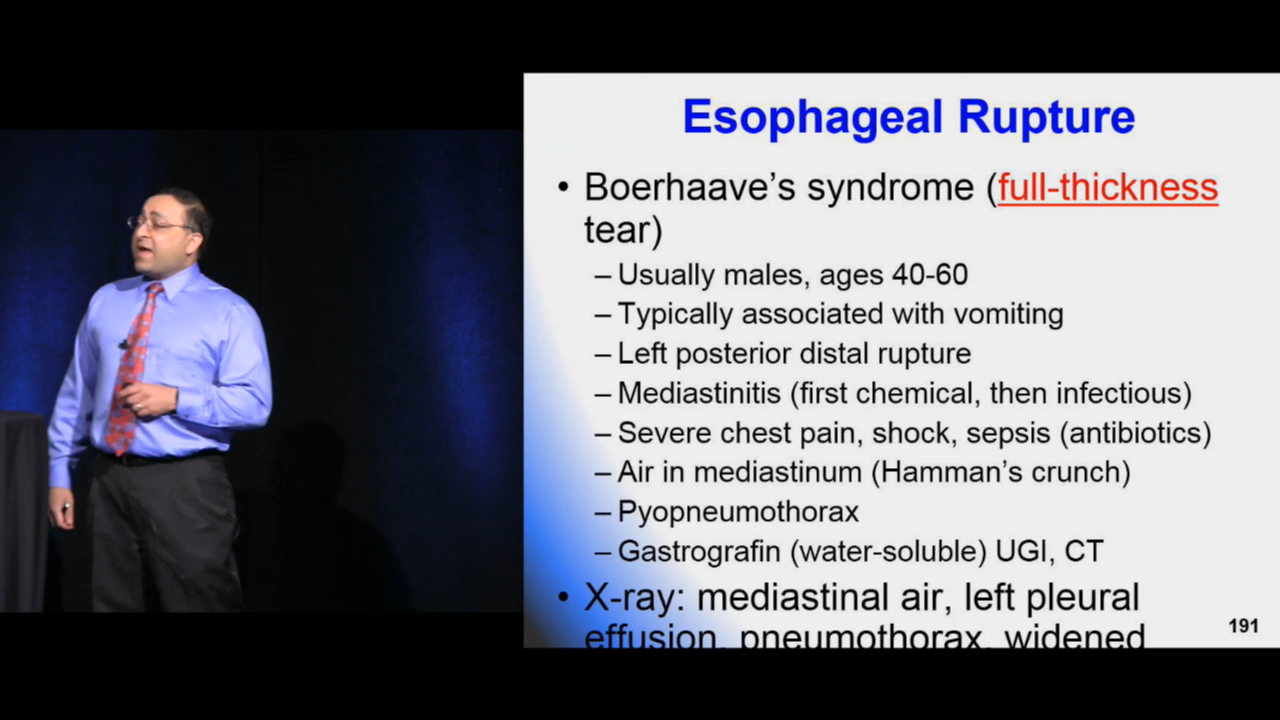 Esophageal Rupture
• Boerhaave’s syndrome (full-thickness
tear)
– Usually males, ages 40-60
– Typically associated with vomiting
– Left posterior distal rupture
– Mediastinitis (first chemical, then infectious)
– Severe chest pain, shock, sepsis (antibiotics)
– Air in mediastinum (Hamman’s crunch)
– Pyopneumothorax
– Gastrografin (water-soluble) UGI, CT
• X-ray: mediastinal air, left pleural
effusion, pneumothorax, widened
191